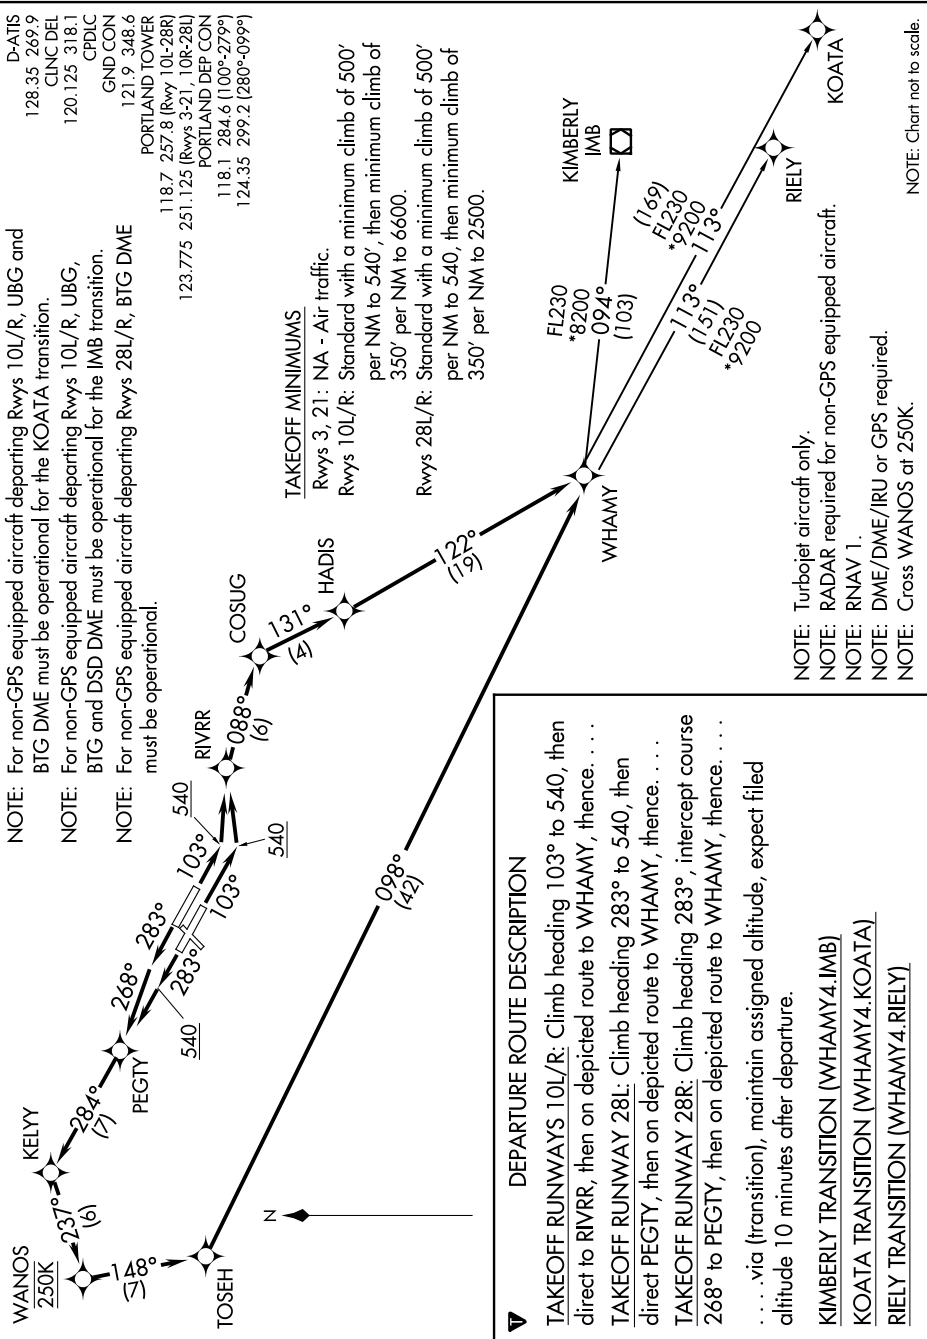 NOTE: For non-GPS equipped aircraft departing Rwys 10L/R, UBG and
BTG DME must be operational for the KOATA transition.
NOTE: For non-GPS equipped aircraft departing Rwys 10L/R, UBG,
BTG and DSD DME must be operational for the IMB transition.
NOTE: For non-GPS equipped aircraft departing Rwys 28L/R, BTG DME
must be operational.
D-ATIS
128.35 269.9
CLNC DEL
120.125 318.1
CPDLC
GND CON
121.9 348.6
PORTLAND TOWER
118.7 257.8 (Rwy 10L-28R)
123.775 251.125 (Rwys 3-21, 10R-28L)
PORTLAND DEP CON
118.1 284.6 (100°-279°)
124.35 299.2 (280°-099°)
TAKEOFF MINIMUMS
Rwys 3, 21: NA - Air traffic.
Rwys 10L/R: Standard with a minimum climb of 500'
per NM to 540', then minimum climb of
350' per NM to 6600.
Rwys 28L/R: Standard with a minimum climb of 500'
per NM to 540, then minimum climb of
350' per NM to 2500.
WANOS
250K
KELYY
237°
(6)
284°
(7)
148°
(7)
TOSEH
PEGTY
268°
283°
283°
540
103°
103°
540
540
RIVRR
088°
(6)
COSUG
131°
(4)
HADIS
122°
(19)
098°
(42)
WHAMY
KIMBERLY
IMB
FL230
*8200
094°
(103)
(169)
FL230
*9200
113°
113°
(151)
FL230
*9200
RIELY
KOATA
N
NOTE: Turbojet aircraft only.
NOTE: RADAR required for non-GPS equipped aircraft.
NOTE: RNAV 1.
NOTE: DME/DME/IRU or GPS required.
NOTE: Cross WANOS at 250K.
NOTE: Chart not to scale.
T
DEPARTURE ROUTE DESCRIPTION
TAKEOFF RUNWAYS 10L/R: Climb heading 103° to 540, then
direct to RIVRR, then on depicted route to WHAMY, thence. . . .
TAKEOFF RUNWAY 28L: Climb heading 283° to 540, then
direct PEGTY, then on depicted route to WHAMY, thence. . . .
TAKEOFF RUNWAY 28R: Climb heading 283°, intercept course
268° to PEGTY, then on depicted route to WHAMY, thence. . . .
. . . .via (transition), maintain assigned altitude, expect filed
altitude 10 minutes after departure.
KIMBERLY TRANSITION (WHAMY4.IMB)
KOATA TRANSITION (WHAMY4.KOATA)
RIELY TRANSITION (WHAMY4.RIELY)